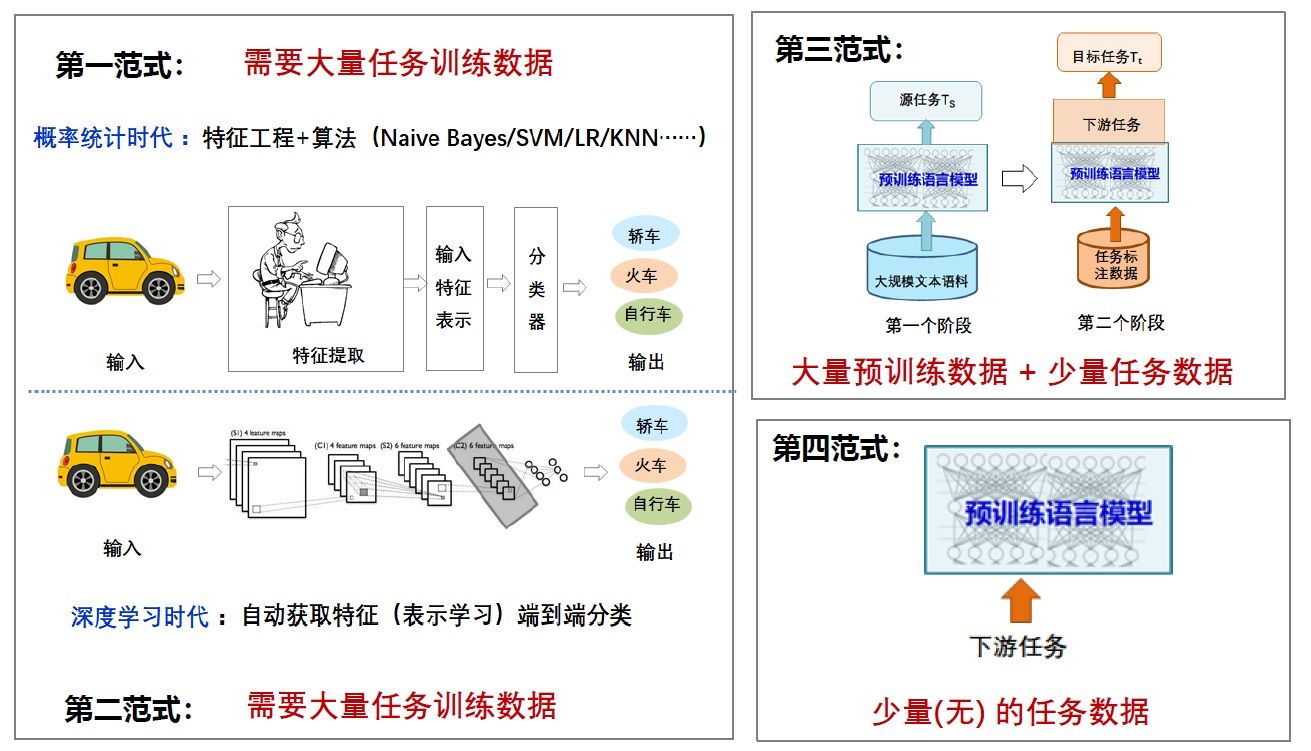 第一范式： 需要大量任务训练数据
概率统计时代 ：特征工程+算法（Naive Bayes/SVM/LR/KNN……）
输入
特征提取
输入特征表示
分类器
轿车
火车
自行车
输出
输入
(S1) 4 feature maps
(C1) 4 feature maps
(S2) 6 feature maps
(C2) 6 feature maps
轿车
火车
自行车
输出
深度学习时代 ：自动获取特征（表示学习）端到端分类
第二范式： 需要大量任务训练数据
第三范式：
源任务Ts
预训练语言模型
大规模文本语料
第一个阶段
目标任务Tt
下游任务
预训练语言模型
任务标
注数据
第二个阶段
大量预训练数据 + 少量任务数据
第四范式：
预训练语言模型
下游任务
少量(无) 的任务数据